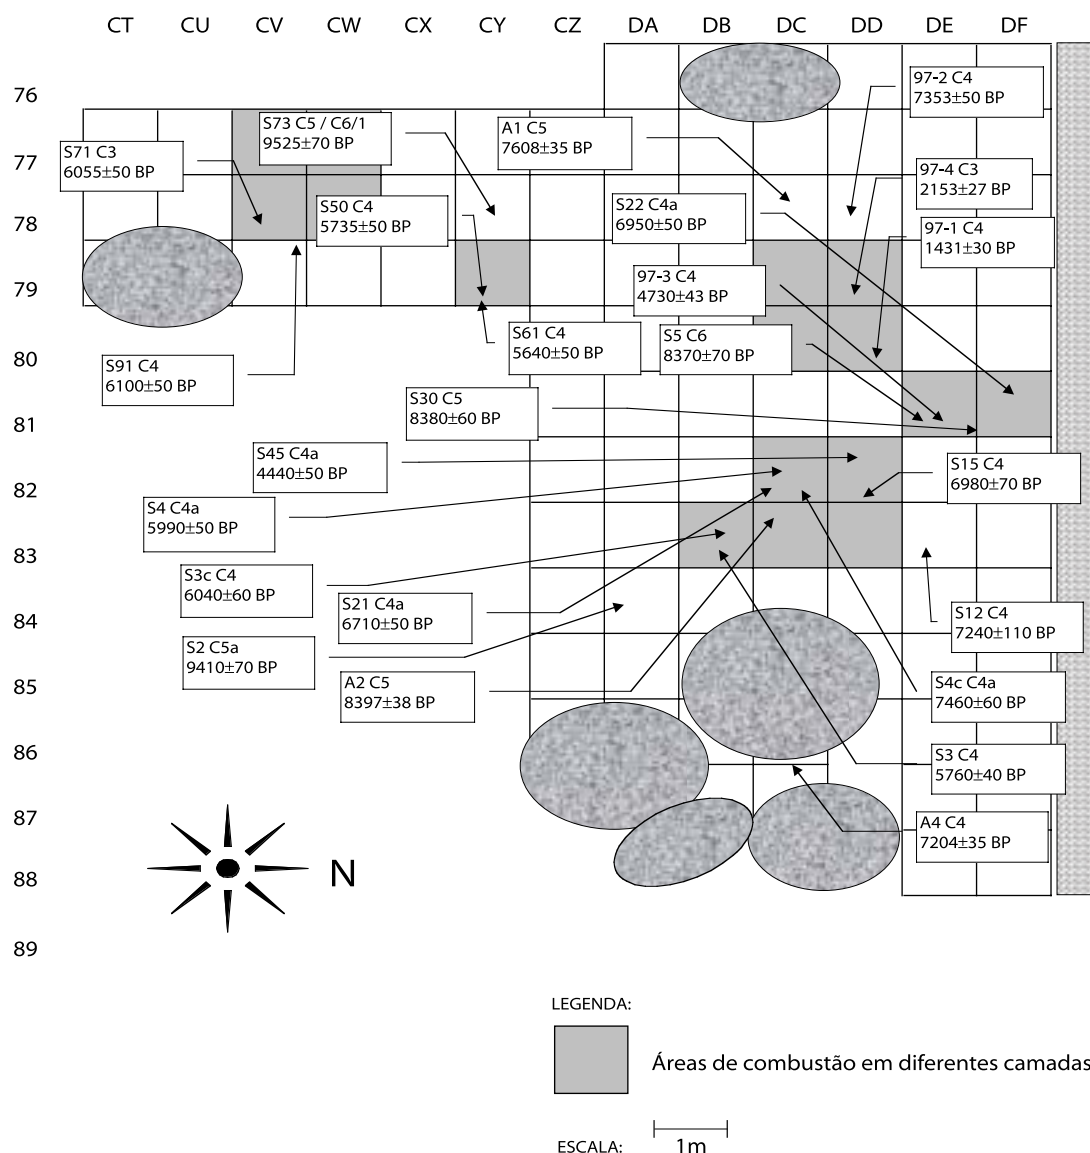 CT CU CV CW CX CY CZ DA DB DC DD DE DF
76
77
78
79
80
81
82
83
84
85
86
87
88
89
97-2 C4
7353±50 BP
S73 C5 / C6/1
9525±70 BP
A1 C5
7608±35 BP
S71 C3
6055±50 BP
97-4 C3
2153±27 BP
S50 C4
5735±50 BP
S22 C4a
6950±50 BP
97-1 C4
1431±30 BP
97-3 C4
4730±43 BP
S61 C4
5640±50 BP
S5 C6
8370±70 BP
S91 C4
6100±50 BP
S30 C5
8380±60 BP
S45 C4a
4440±50 BP
S15 C4
6980±70 BP
S4 C4a
5990±50 BP
S3c C4
6040±60 BP
S21 C4a
6710±50 BP
S12 C4
7240±110 BP
S2 C5a
9410±70 BP
A2 C5
8397±38 BP
S4c C4a
7460±60 BP
S3 C4
5760±40 BP
A4 C4
7204±35 BP
N
LEGENDA:
Áreas de combustão em diferentes camadas
ESCALA:
1m